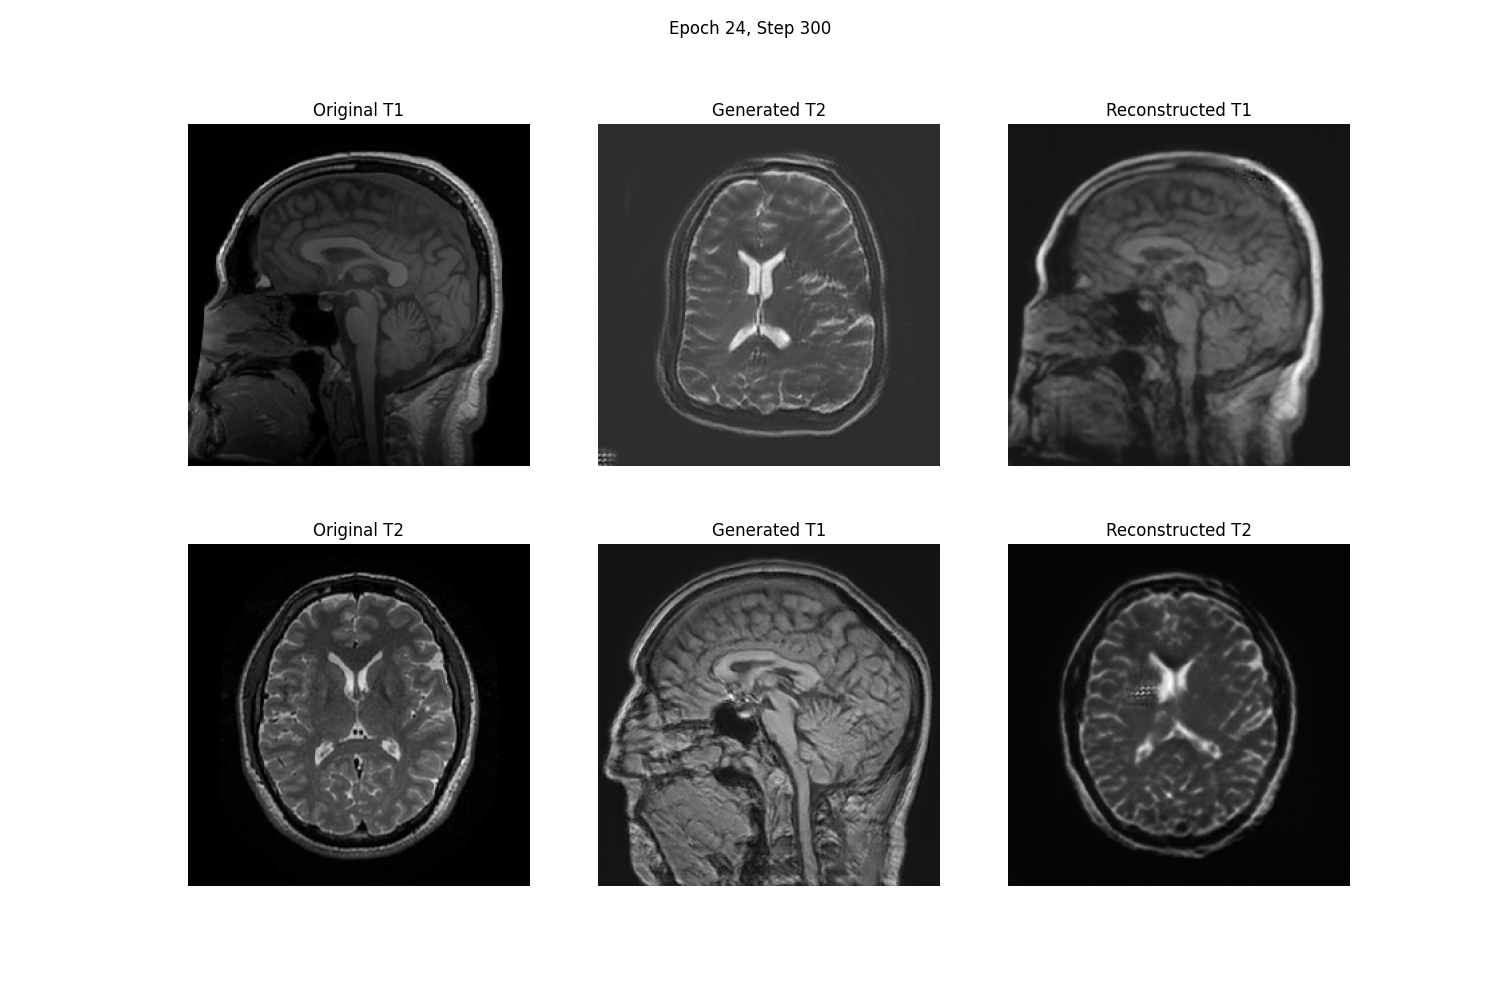 Epoch 24, Step 300
Original T1
Generated T2
Reconstructed T1
Original T2
Generated T1
Reconstructed T2